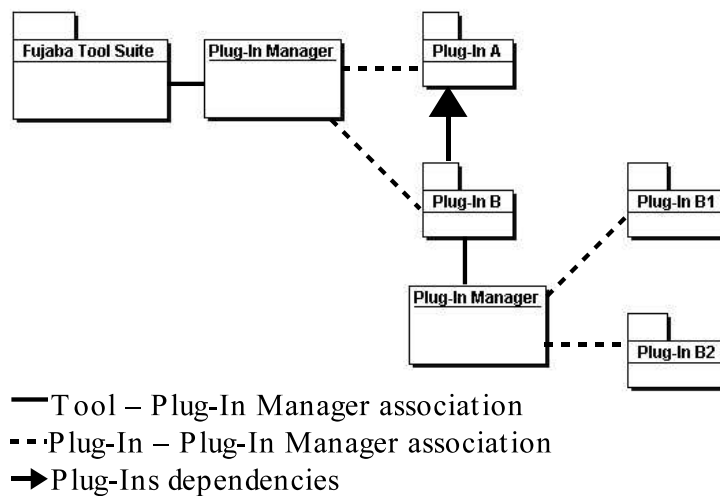 Fujaba Tool Suite
Plug-In Manager
Plug-In A
Plug-In B
Plug-In B1
Plug-In Manager
Plug-In B2
Tool – Plug-In Manager association
Plug-In – Plug-In Manager association
Plug-Ins dependencies